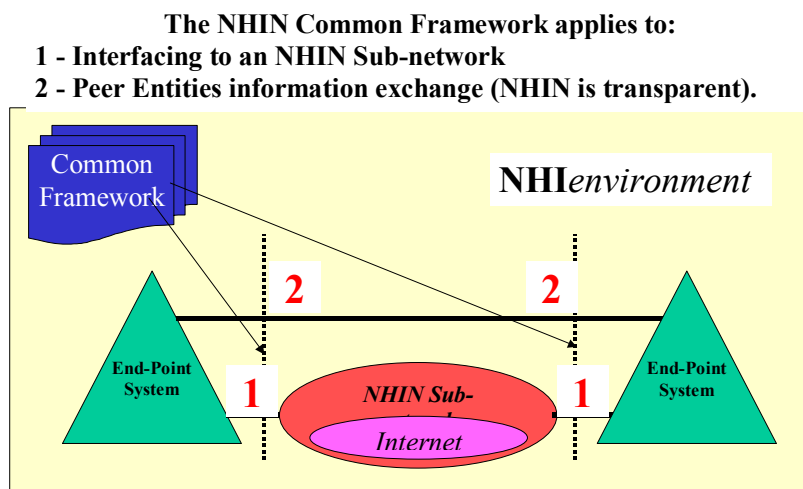 The NHIN Common Framework applies to:
1 - Interfacing to an NHIN Sub-network
2 - Peer Entities information exchange (NHIN is transparent).
Common
Framework
NHIenvironment
2
2
End-Point
System
End-Point
System
1
NHIN Sub-
1
Internet